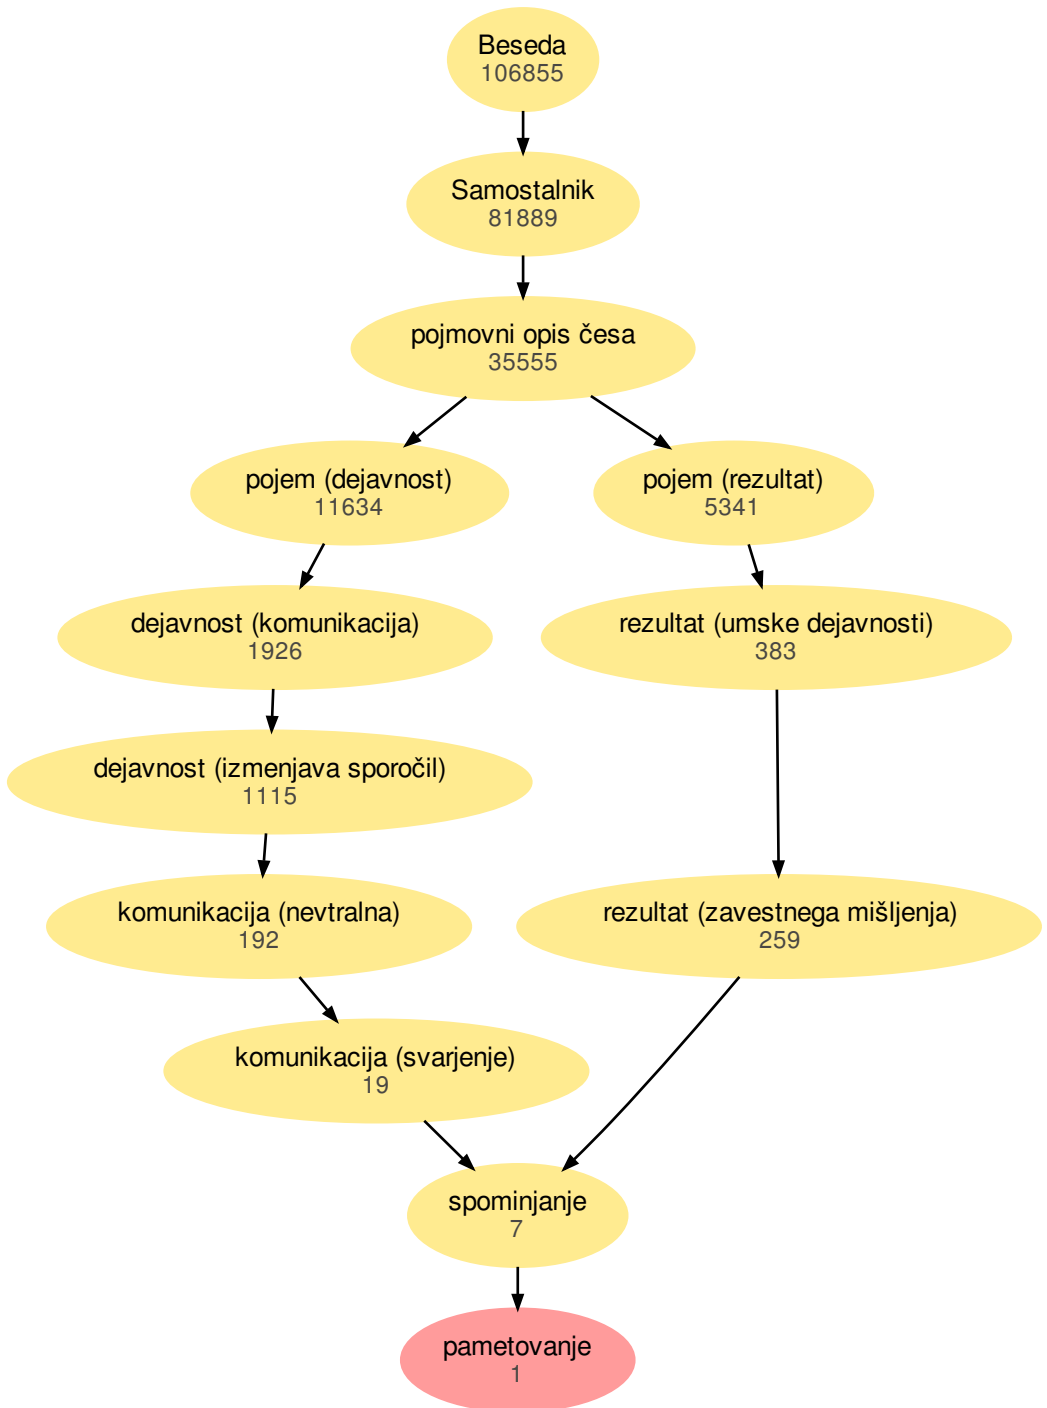 Beseda
106855
Samostalnik
81889
pojmovni opis česa
35555
pojem (dejavnost)
11634
pojem (rezultat)
5341
dejavnost (komunikacija)
1926
rezultat (umske dejavnosti)
383
dejavnost (izmenjava sporočil)
1115
komunikacija (nevtralna)
192
rezultat (zavestnega mišljenja)
259
komunikacija (svarjenje)
19
spominjanje
7
pametovanje
1